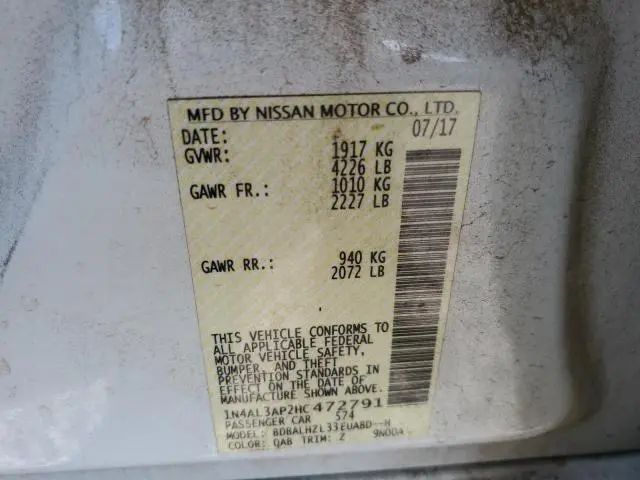 MFD BY NISSAN MOTOR CO., LTD.
DATE: 07/17
GVWR: 1917 KG
4226 LB
GAWR FR.: 1010 KG
2227 LB
GAWR RR.: 940 KG
2072 LB
THIS VEHICLE CONFORMS TO
ALL APPLICABLE FEDERAL
MOTOR VEHICLE SAFETY,
BUMPER, AND THEFT
PREVENTION STANDARDS IN
EFFECT ON THE DATE OF
MANUFACTURE SHOWN ABOVE.
1N4AL3AP2HC472791
PASSENGER CAR 574
MODEL: BDBALHZL33EUABD--H
COLOR: QAB TRIM: Z 9N00A